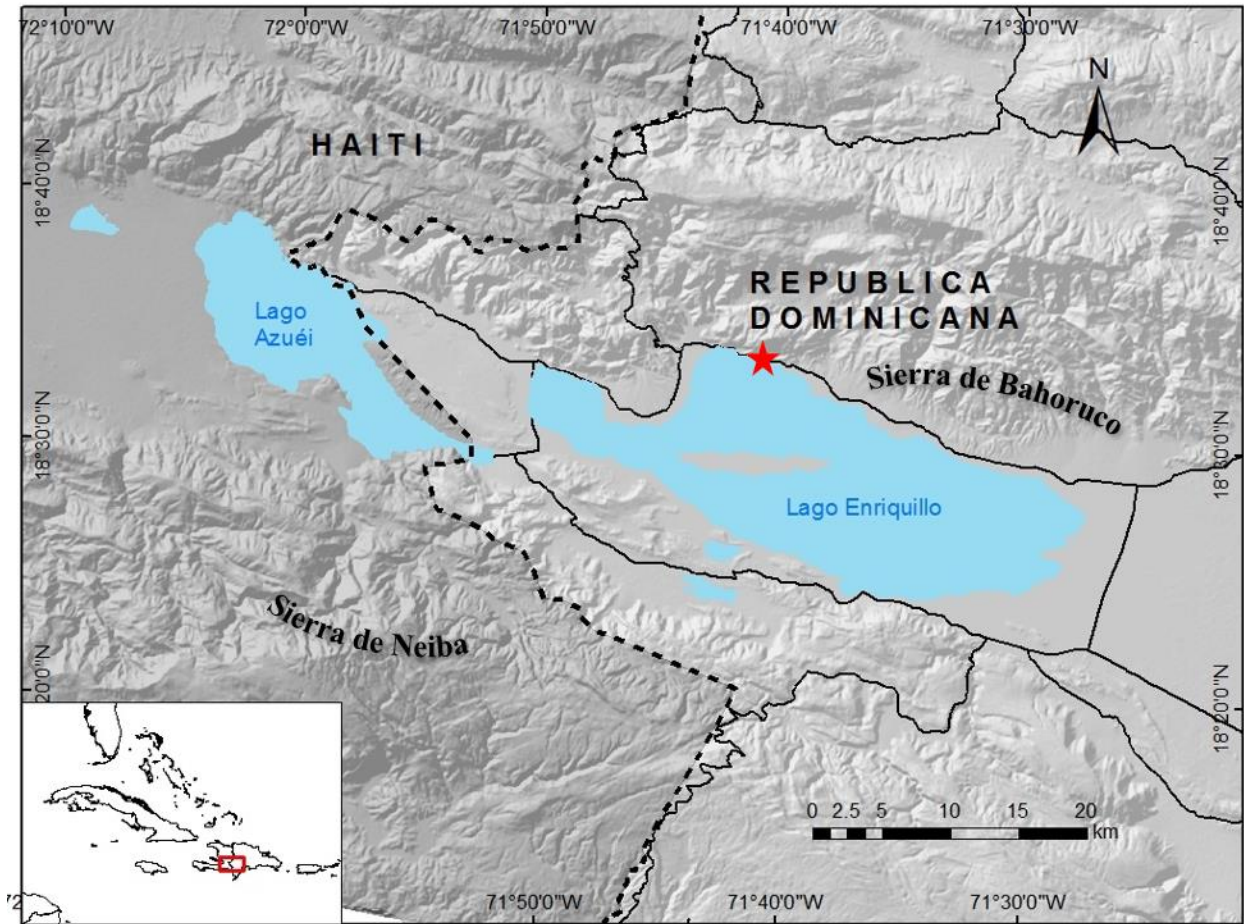 72°10'0"W
72°0'0"W
71°50'0"W
71°40'0"W
71°30'0"W
N
HAITI
18°40'0"N
18°40'0"N
REPUBLICA
DOMINICANA
Lago
Azuéi
Sierra de Bahoruco
18°30'0"N
18°30'0"N
Lago Enriquillo
Sierra de Neiba
18°20'0"N
0 2.5 5 10 15 20
km
71°50'0"W
71°40'0"W
71°30'0"W